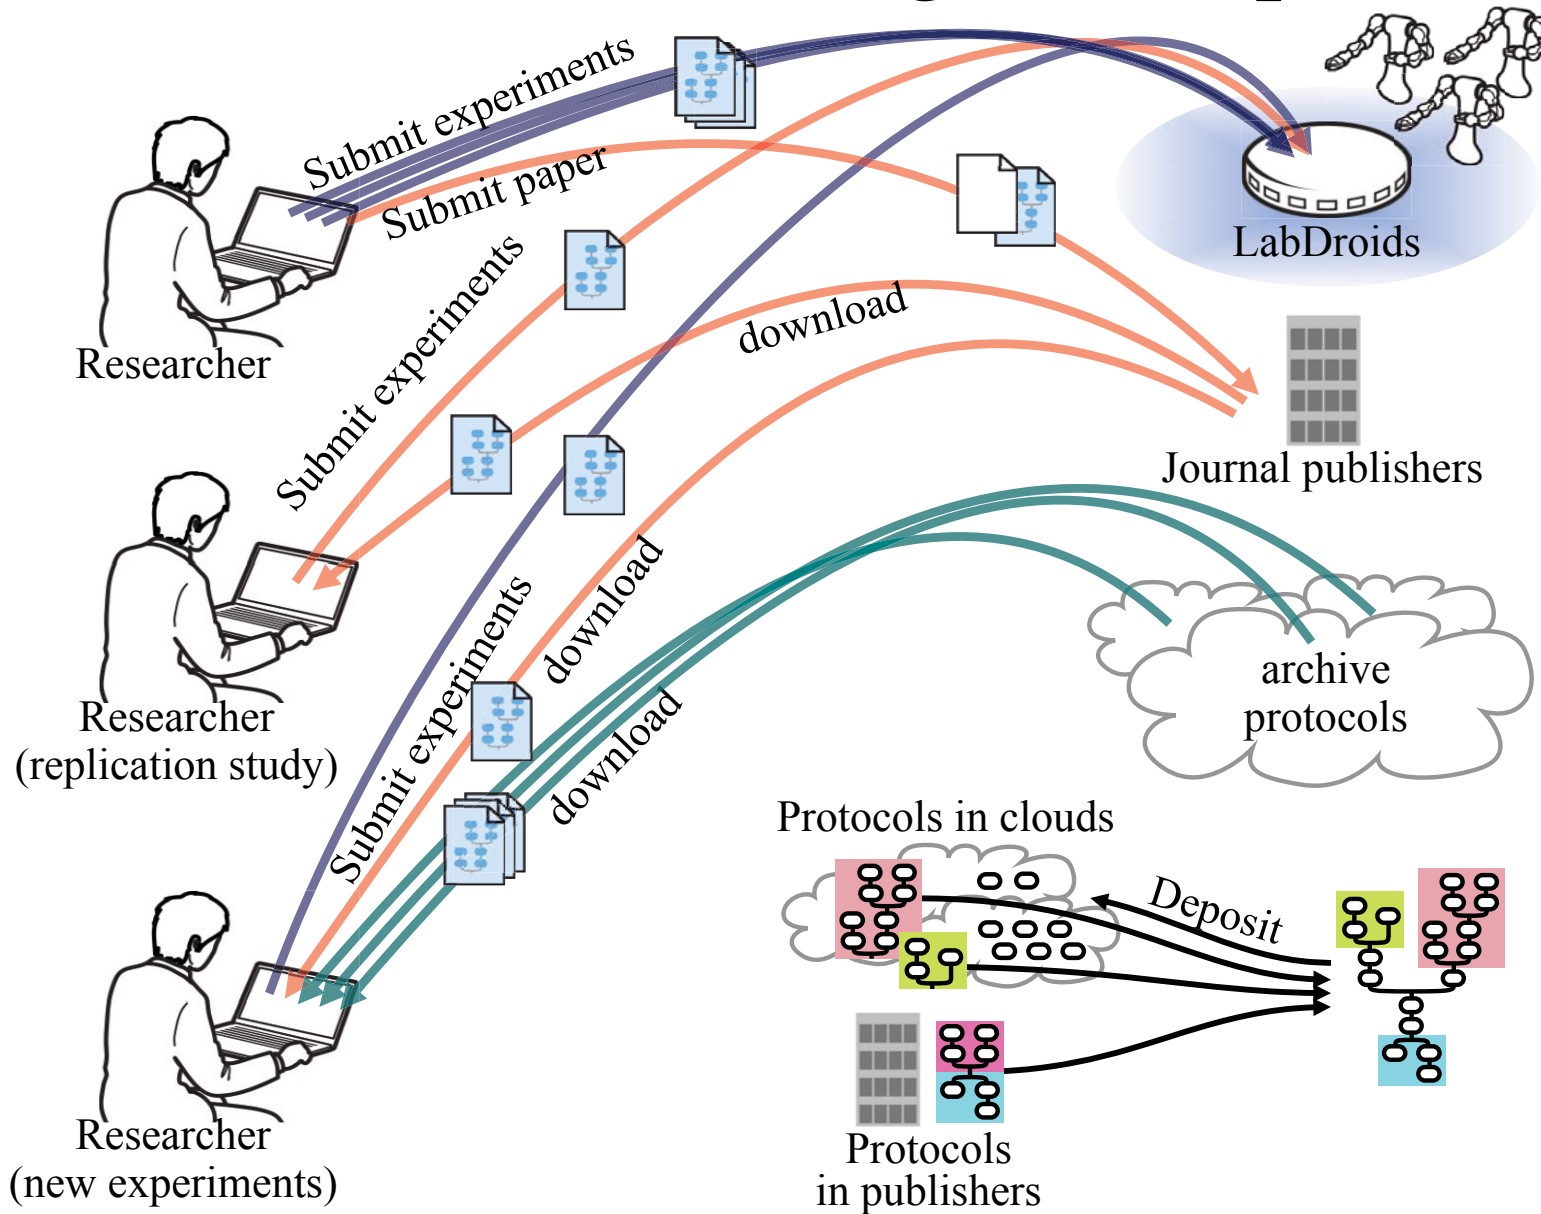 Submit experiments
Submit paper
LabDroids
Researcher
Submit experiments
download
Journal publishers
Researcher
(replication study)
Submit experiments
download
download
archive
protocols
Protocols in clouds
Deposit
Researcher
(new experiments)
Protocols
in publishers